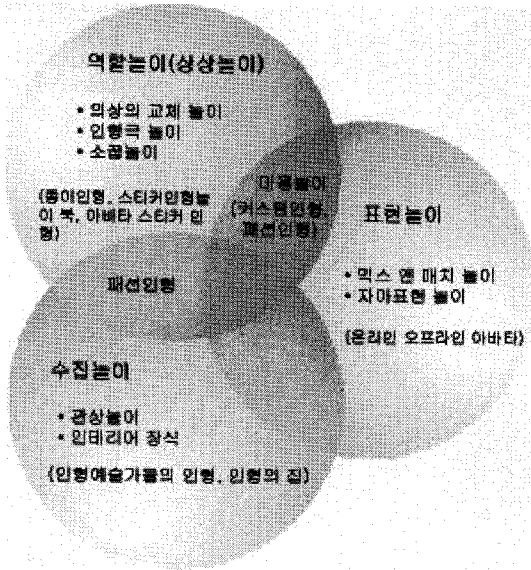 역할놀이(상상놀이)
• 의상의 교체 놀이
• 인형극 놀이
• 소꿉놀이
(종이인형, 스티커인형놀
이 북, 아바타 스티커 인
형)
미용놀이
(커스텀인형,
패션인형)
표현놀이
• 믹스 앤 매치 놀이
• 자아표현 놀이
(온라인 오프라인 아바타)
패션인형
수집놀이
• 관상놀이
• 인테리어 장식
(인형예술가들의 인형, 인형의 집)